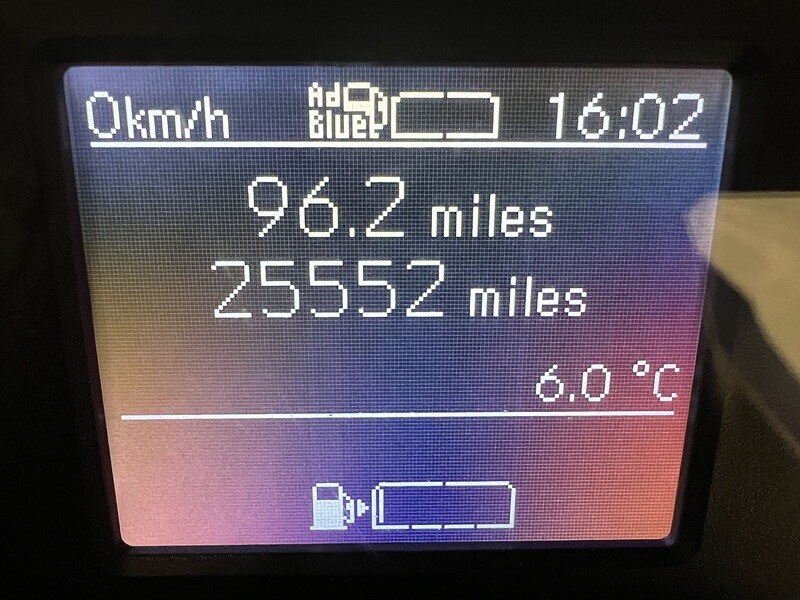 0km/h Ad Blue 16:02
96.2 miles
25552 miles
6.0 °C